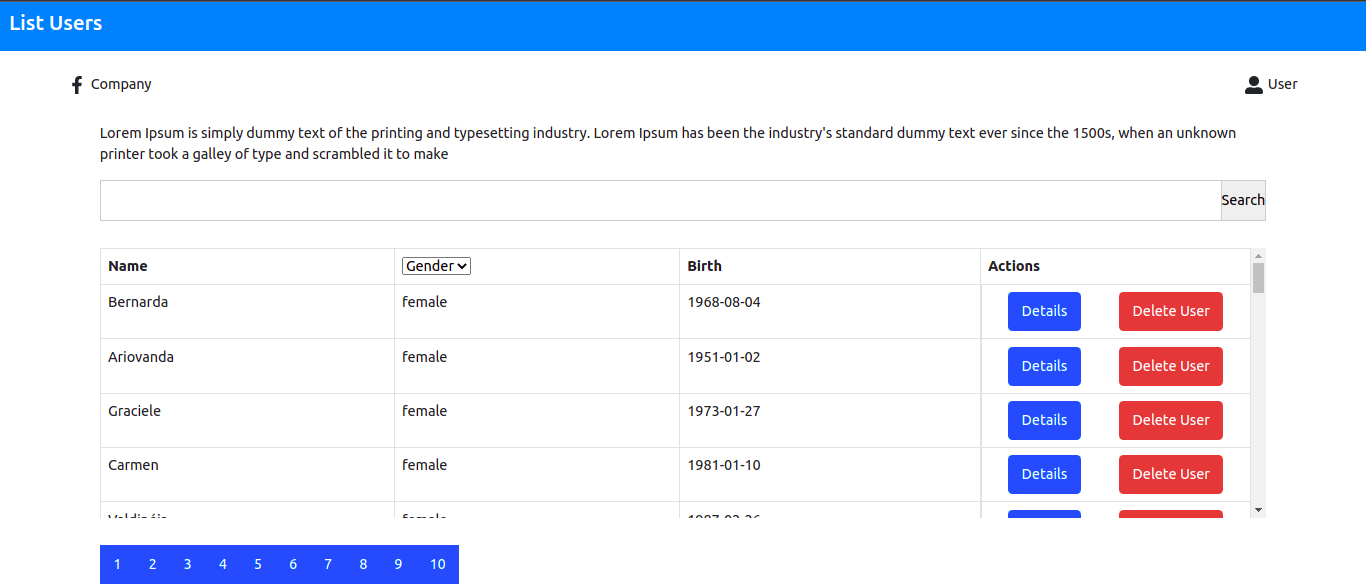 List Users
Company
User
Lorem Ipsum is simply dummy text of the printing and typesetting industry. Lorem Ipsum has been the industry's standard dummy text ever since the 1500s, when an unknown
printer took a galley of type and scrambled it to make
Search
Name Gender Birth Actions
Bernarda female 1968-08-04 Details Delete User
Ariovanda female 1951-01-02 Details Delete User
Graciele female 1973-01-27 Details Delete User
Carmen female 1981-01-10 Details Delete User
female
1 2 3 4 5 6 7 8 9 10